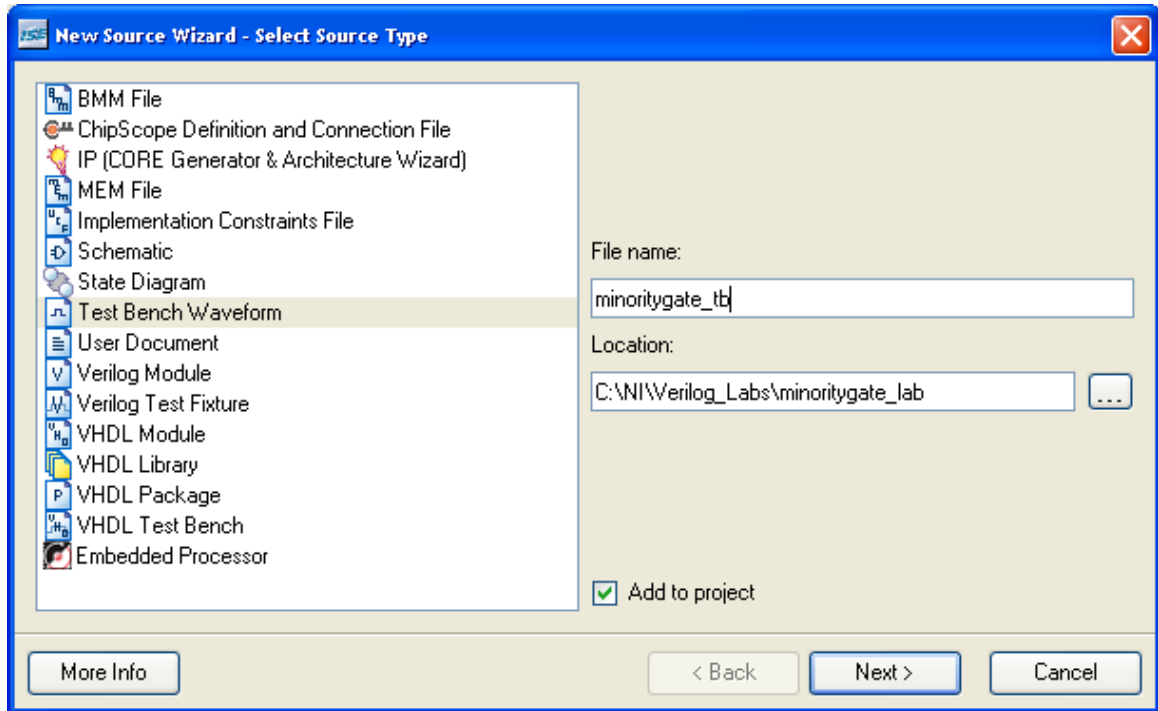 ISE New Source Wizard - Select Source Type
BMM File
ChipScope Definition and Connection File
IP (CORE Generator & Architecture Wizard)
MEM File
Implementation Constraints File
Schematic
State Diagram
Test Bench Waveform
User Document
Verilog Module
Verilog Test Fixture
VHDL Module
VHDL Library
VHDL Package
VHDL Test Bench
Embedded Processor
File name:
minoritygate_tb
Location:
C:\NI\Verilog_Labs\minoritygate_lab
...
Add to project
More Info
< Back
Next >
Cancel